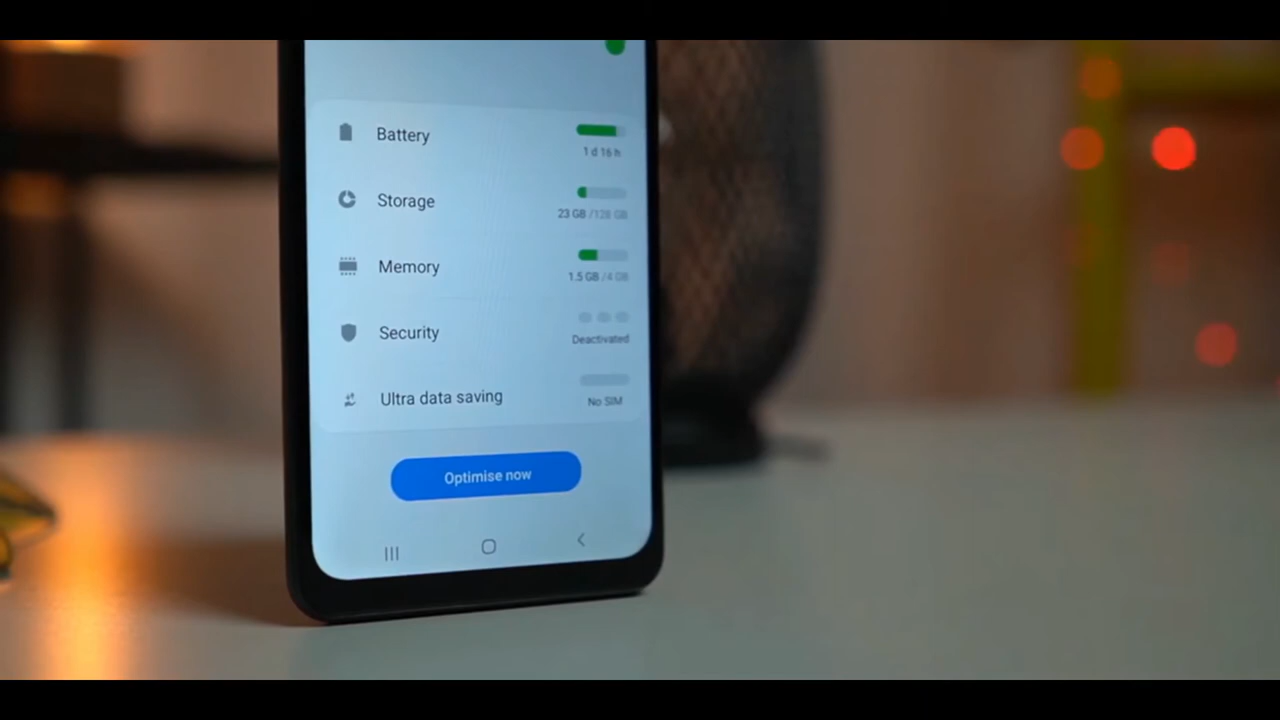 Battery
1 d 16 h
Storage
23 GB /128 GB
Memory
1.5 GB /4 GB
Security
Deactivated
Ultra data saving
No SIM
Optimise now